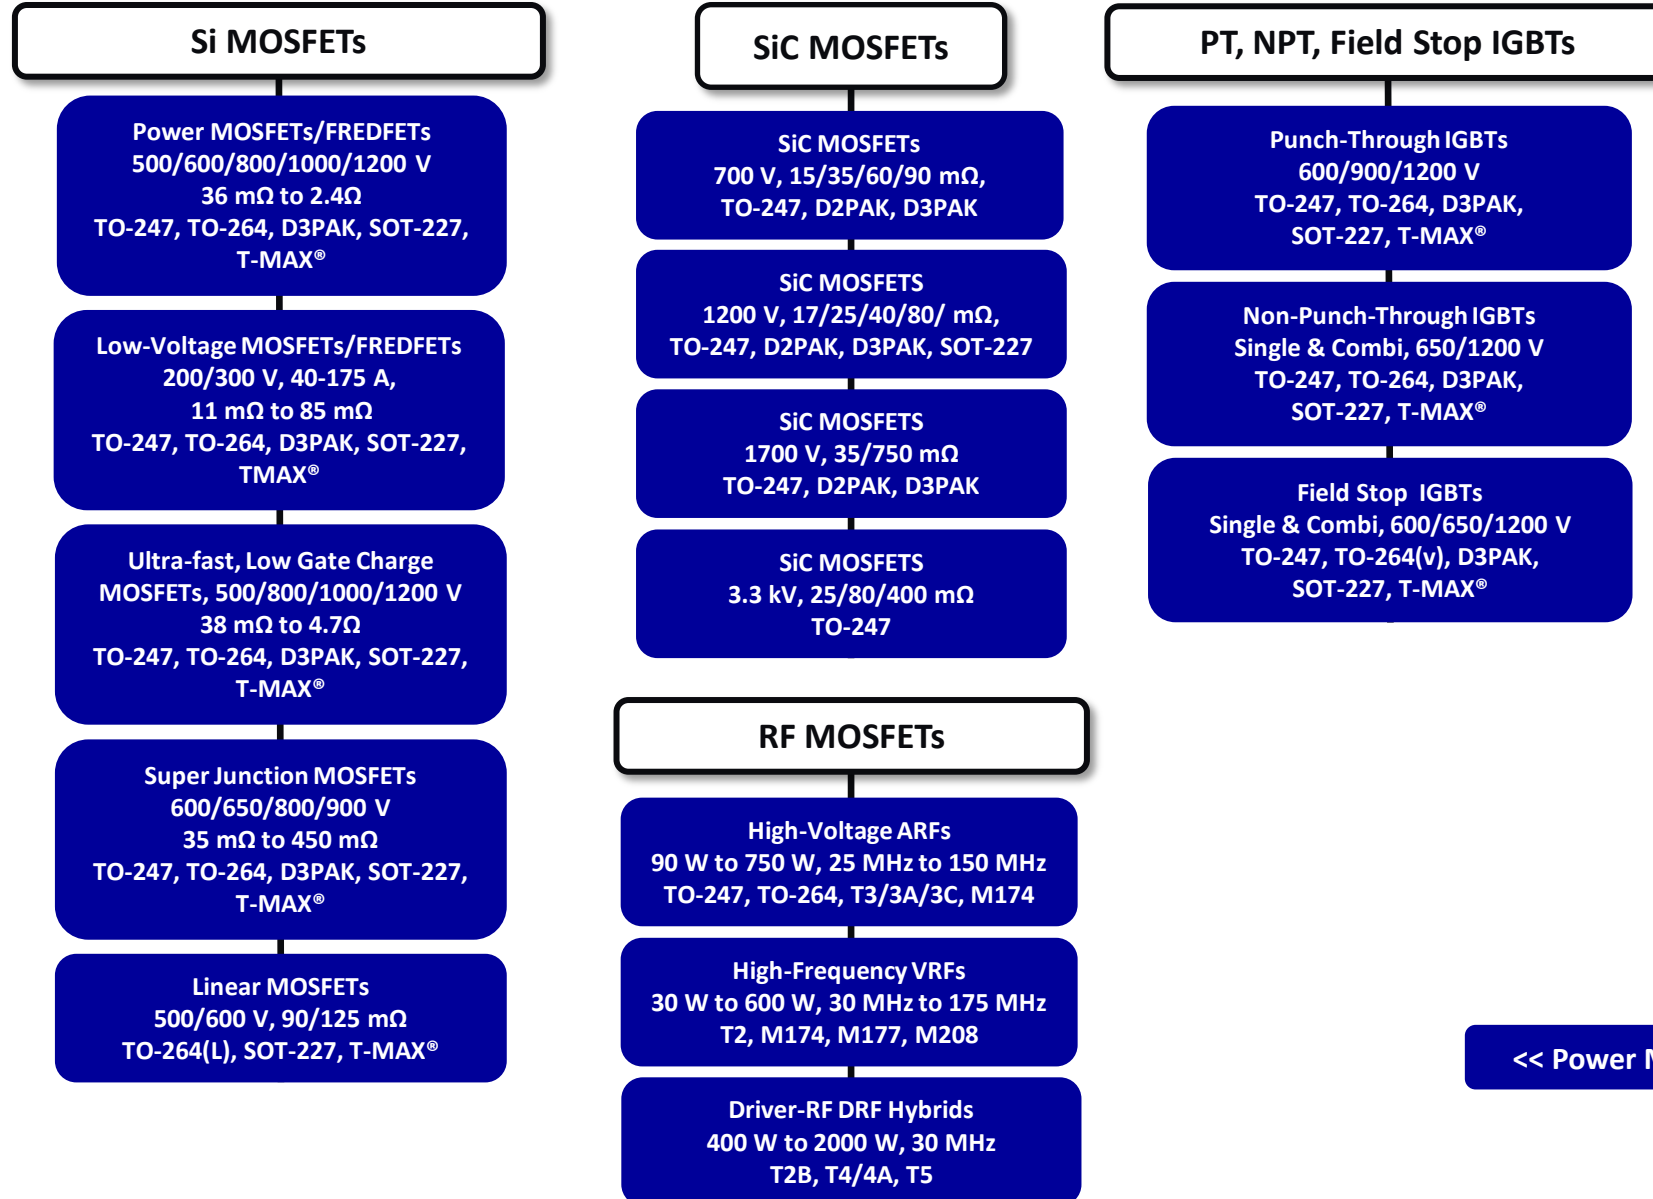 Si MOSFETs
Power MOSFETs/FREDFETs
500/600/800/1000/1200 V
36 mΩ to 2.4Ω
TO-247, TO-264, D3PAK, SOT-227,
T-MAX®
Low-Voltage MOSFETs/FREDFETs
200/300 V, 40-175 A,
11 mΩ to 85 mΩ
TO-247, TO-264, D3PAK, SOT-227,
TMAX®
Ultra-fast, Low Gate Charge
MOSFETs, 500/800/1000/1200 V
38 mΩ to 4.7Ω
TO-247, TO-264, D3PAK, SOT-227,
T-MAX®
Super Junction MOSFETs
600/650/800/900 V
35 mΩ to 450 mΩ
TO-247, TO-264, D3PAK, SOT-227,
T-MAX®
Linear MOSFETs
500/600 V, 90/125 mΩ
TO-264(L), SOT-227, T-MAX®
SiC MOSFETs
SiC MOSFETs
700 V, 15/35/60/90 mΩ,
TO-247, D2PAK, D3PAK
SiC MOSFETS
1200 V, 17/25/40/80/ mΩ,
TO-247, D2PAK, D3PAK, SOT-227
SiC MOSFETS
1700 V, 35/750 mΩ
TO-247, D2PAK, D3PAK
SiC MOSFETS
3.3 kV, 25/80/400 mΩ
TO-247
RF MOSFETs
High-Voltage ARFs
90 W to 750 W, 25 MHz to 150 MHz
TO-247, TO-264, T3/3A/3C, M174
High-Frequency VRFs
30 W to 600 W, 30 MHz to 175 MHz
T2, M174, M177, M208
Driver-RF DRF Hybrids
400 W to 2000 W, 30 MHz
T2B, T4/4A, T5
PT, NPT, Field Stop IGBTs
Punch-Through IGBTs
600/900/1200 V
TO-247, TO-264, D3PAK,
SOT-227, T-MAX®
Non-Punch-Through IGBTs
Single & Combi, 650/1200 V
TO-247, TO-264, D3PAK,
SOT-227, T-MAX®
Field Stop IGBTs
Single & Combi, 600/650/1200 V
TO-247, TO-264(v), D3PAK,
SOT-227, T-MAX®
<< Power